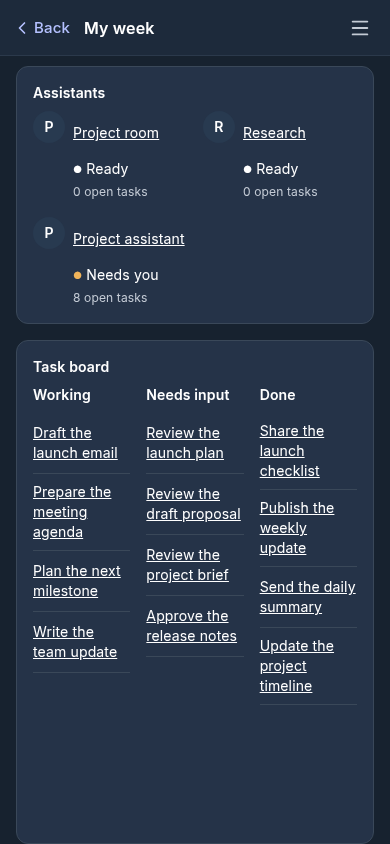 Back My week
Assistants
P Project room
Ready
0 open tasks
R Research
Ready
0 open tasks
P Project assistant
Needs you
8 open tasks
Task board
Working
Draft the
launch email
Prepare the
meeting
agenda
Plan the next
milestone
Write the
team update
Needs input
Review the
launch plan
Review the
draft proposal
Review the
project brief
Approve the
release notes
Done
Share the
launch
checklist
Publish the
weekly
update
Send the daily
summary
Update the
project
timeline